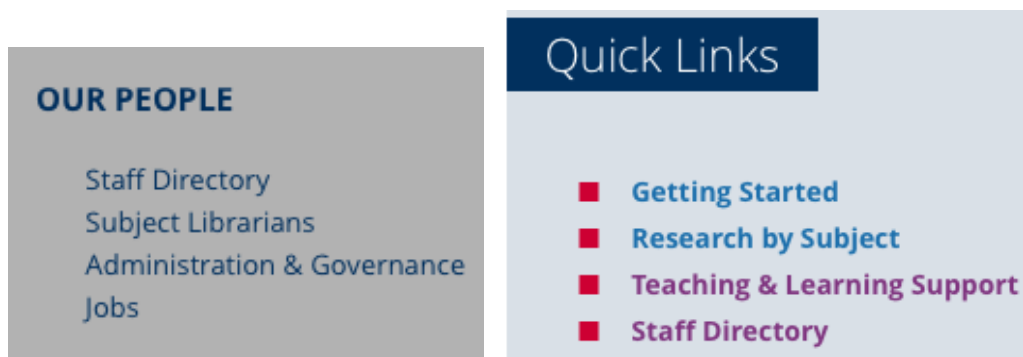 OUR PEOPLE
Staff Directory
Subject Librarians
Administration & Governance
Jobs
Quick Links
Getting Started
Research by Subject
Teaching & Learning Support
Staff Directory